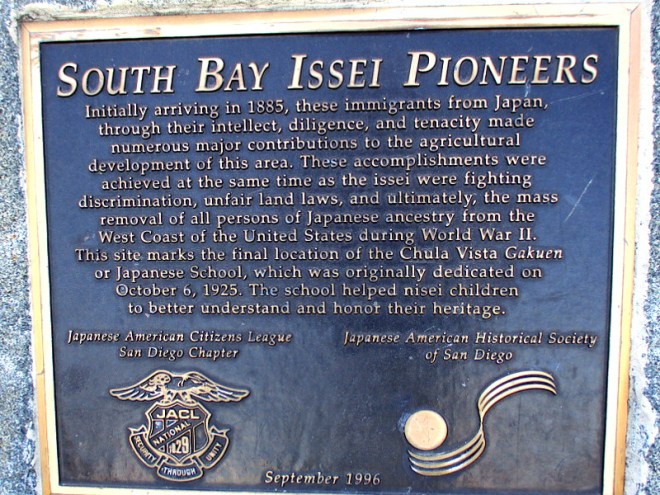 SOUTH BAY ISSEI PIONEERS
Initially arriving in 1885, these immigrants from Japan,
through their intellect, diligence, and tenacity made
numerous major contributions to the agricultural
development of this area. These accomplishments were
achieved at the same time as the issei were fighting
discrimination, unfair land laws, and ultimately, the mass
removal of all persons of Japanese ancestry from the
West Coast of the United States during World War II.
This site marks the final location of the Chula Vista Gakuen
or Japanese School, which was originally dedicated on
October 6, 1925. The school helped nisei children
to better understand and honor their heritage.
Japanese American Citizens League
San Diego Chapter
Japanese American Historical Society
of San Diego
JACL
NATIONAL
1929
SECURITY THROUGH UNITY
September 1996